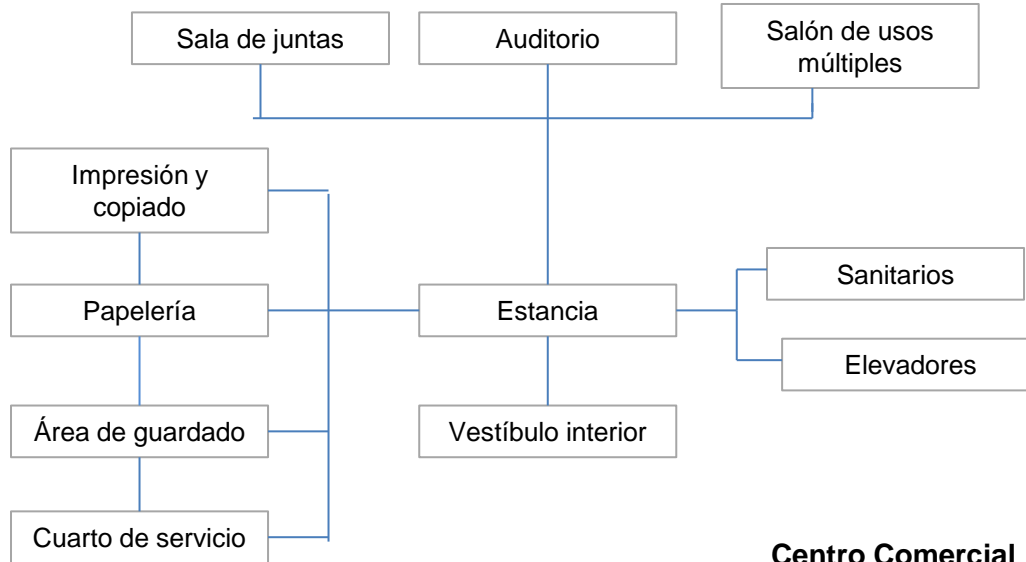 Sala de juntas
Auditorio
Salón de usos
múltiples
Impresión y
copiado
Papelería
Estancia
Sanitarios
Elevadores
Área de guardado
Vestíbulo interior
Cuarto de servicio
Centro Comercial